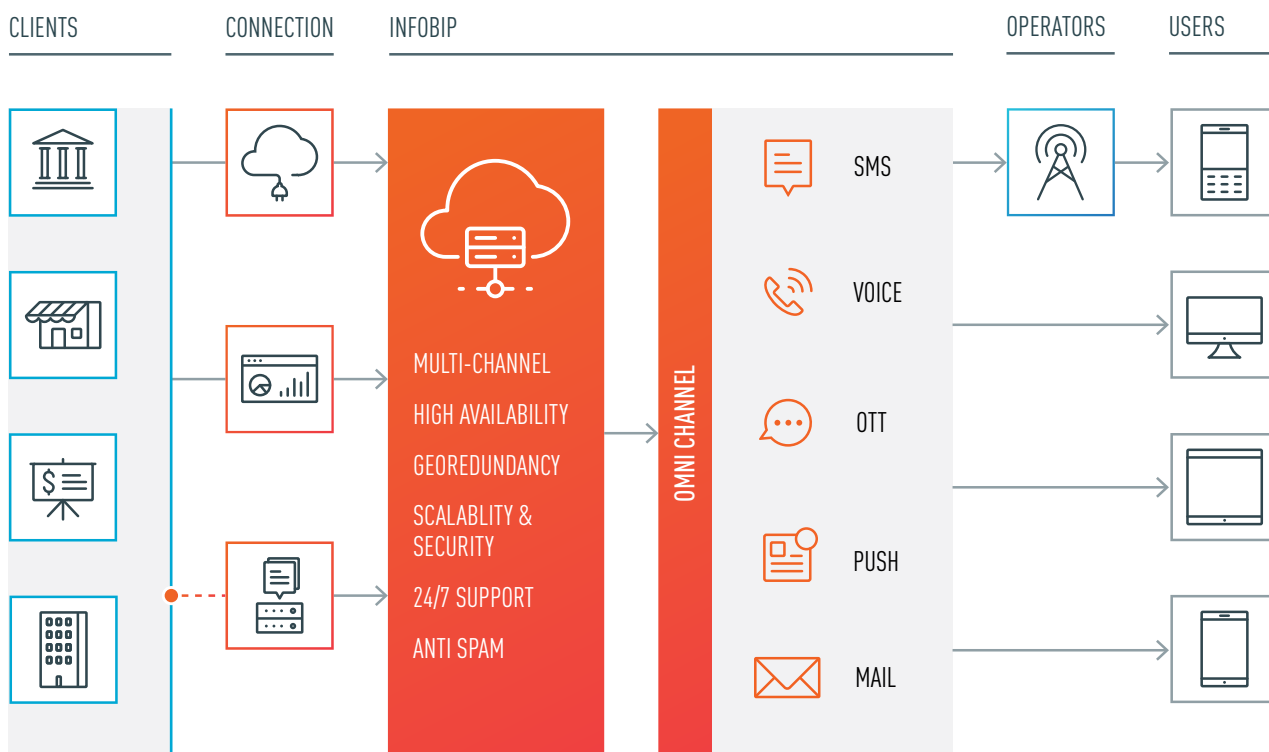 CLIENTS
CONNECTION
INFOBIP
OPERATORS
USERS
MULTI-CHANNEL
HIGH AVAILABILITY
GEOREDUNDANCY
SCALABLITY &
SECURITY
24/7 SUPPORT
ANTI SPAM
OMNI CHANNEL
SMS
VOICE
OTT
PUSH
MAIL
$